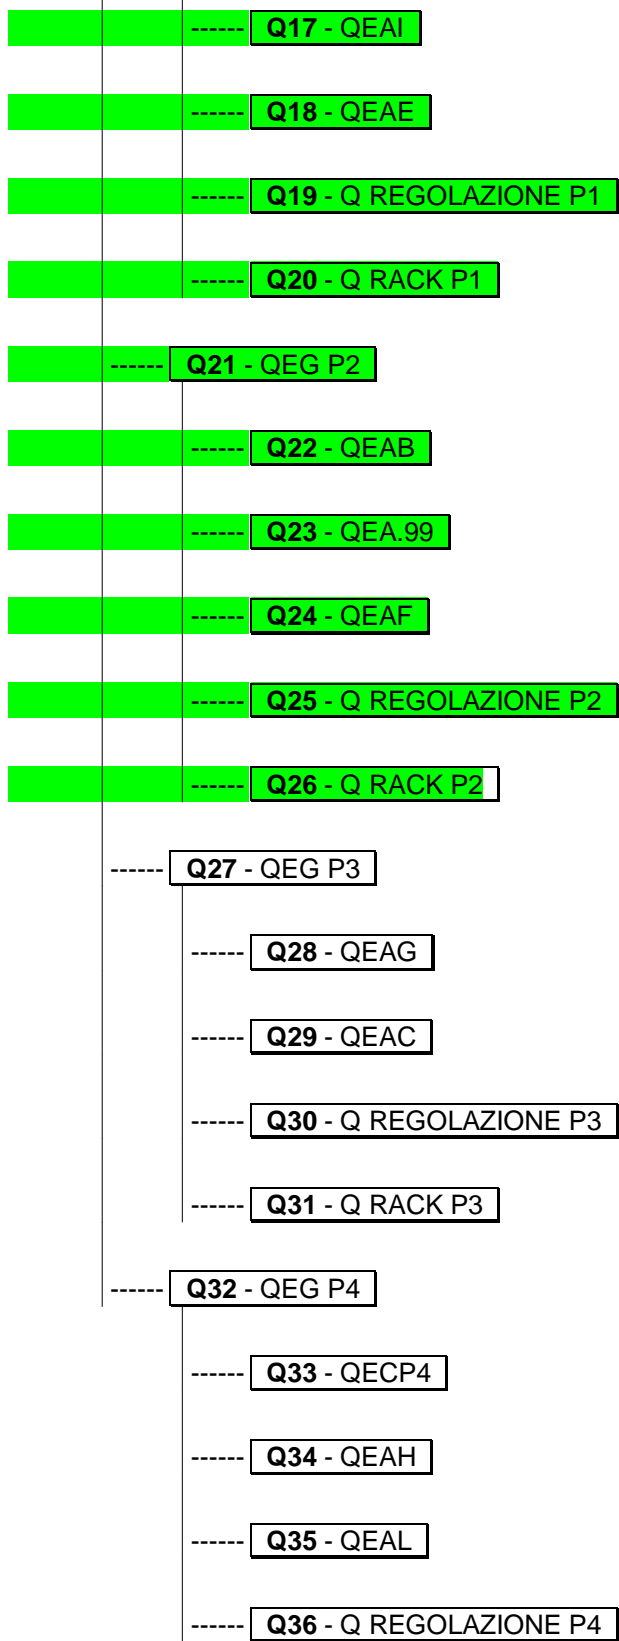 ------ Q17 - QEAI
------ Q18 - QEAE
------ Q19 - Q REGOLAZIONE P1
------ Q20 - Q RACK P1
------ Q21 - QEG P2
------ Q22 - QEAB
------ Q23 - QEA.99
------ Q24 - QEAF
------ Q25 - Q REGOLAZIONE P2
------ Q26 - Q RACK P2
------ Q27 - QEG P3
------ Q28 - QEAG
------ Q29 - QEAC
------ Q30 - Q REGOLAZIONE P3
------ Q31 - Q RACK P3
------ Q32 - QEG P4
------ Q33 - QECP4
------ Q34 - QEAH
------ Q35 - QEAL
------ Q36 - Q REGOLAZIONE P4